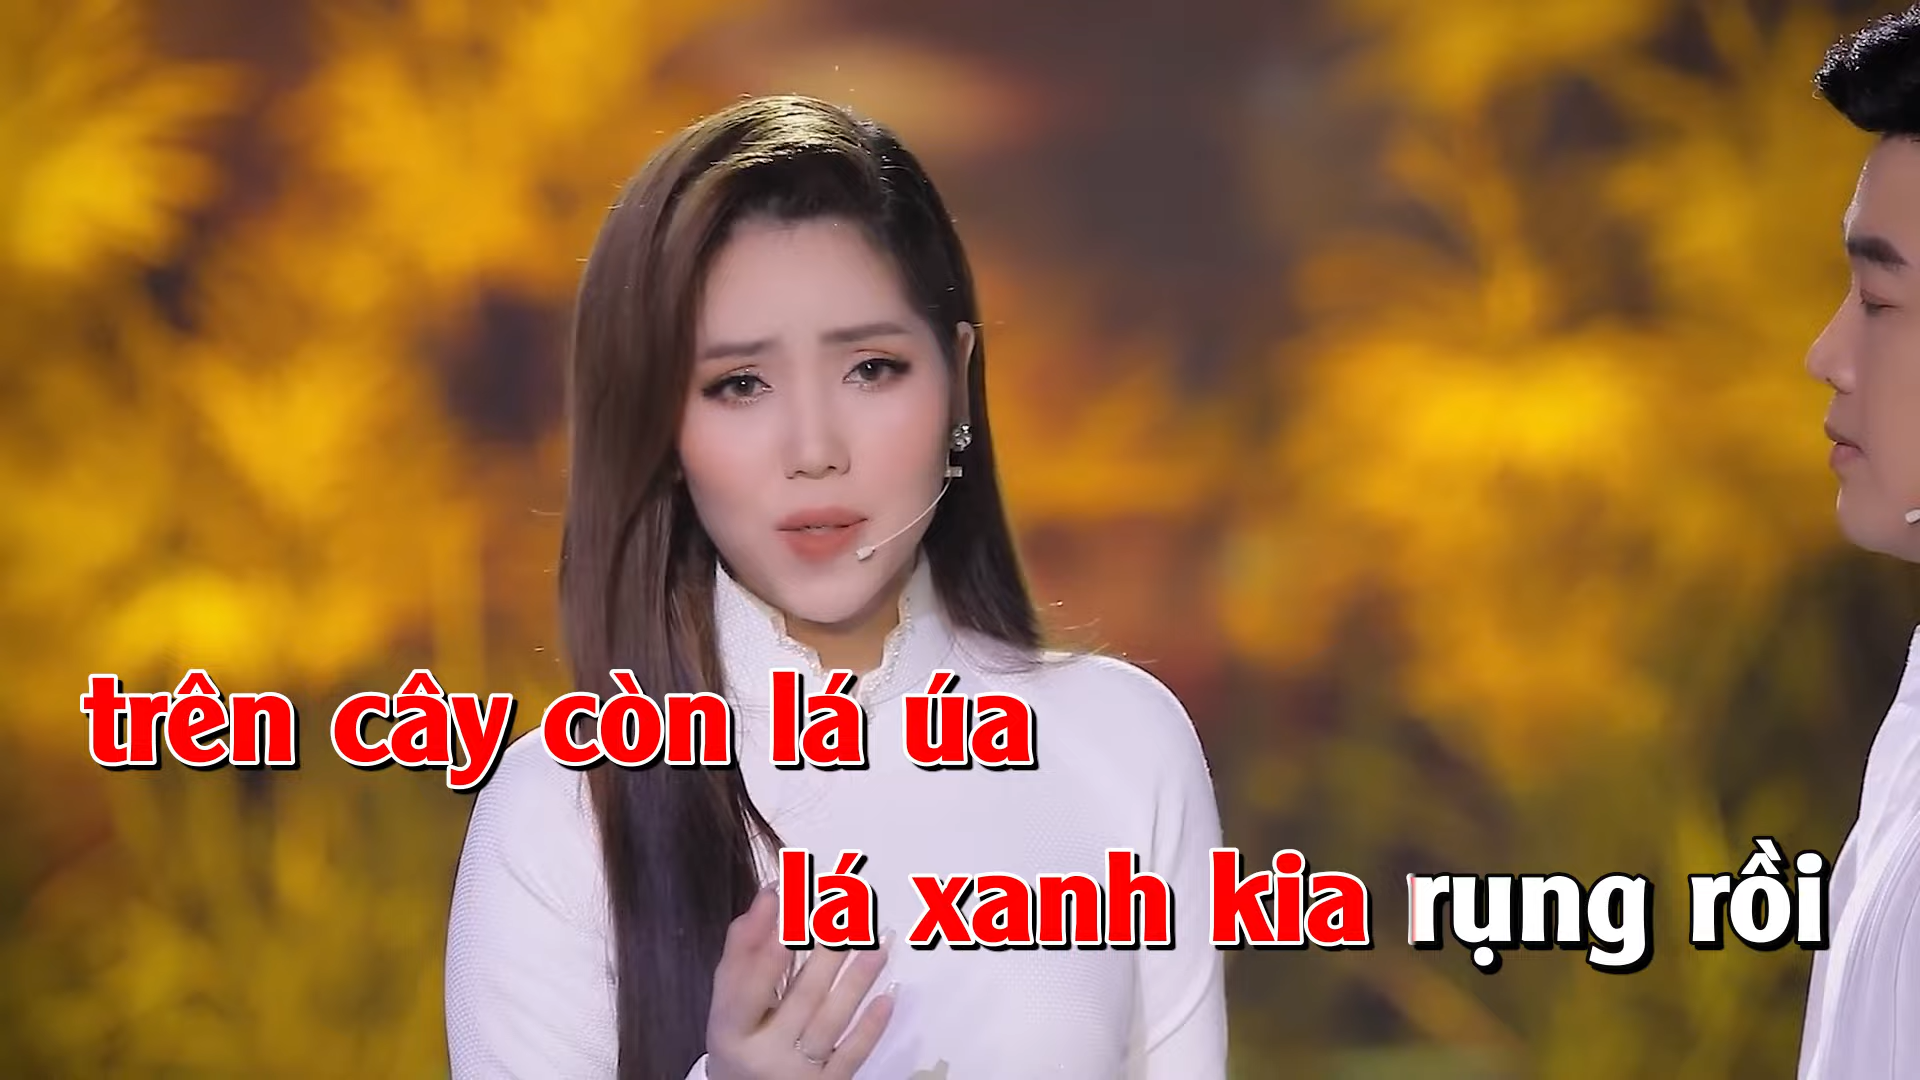 trên cây còn lá úa
lá xanh kia rụng rồi